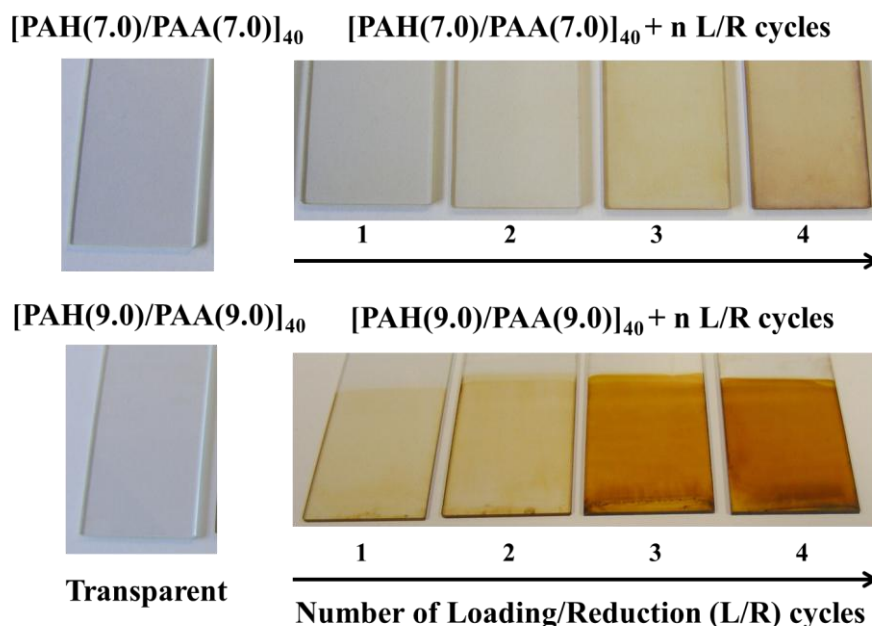 [PAH(7.0)/PAA(7.0)]40 [PAH(7.0)/PAA(7.0)]40 + n L/R cycles
1 2 3 4
[PAH(9.0)/PAA(9.0)]40 [PAH(9.0)/PAA(9.0)]40 + n L/R cycles
1 2 3 4
Transparent
Number of Loading/Reduction (L/R) cycles